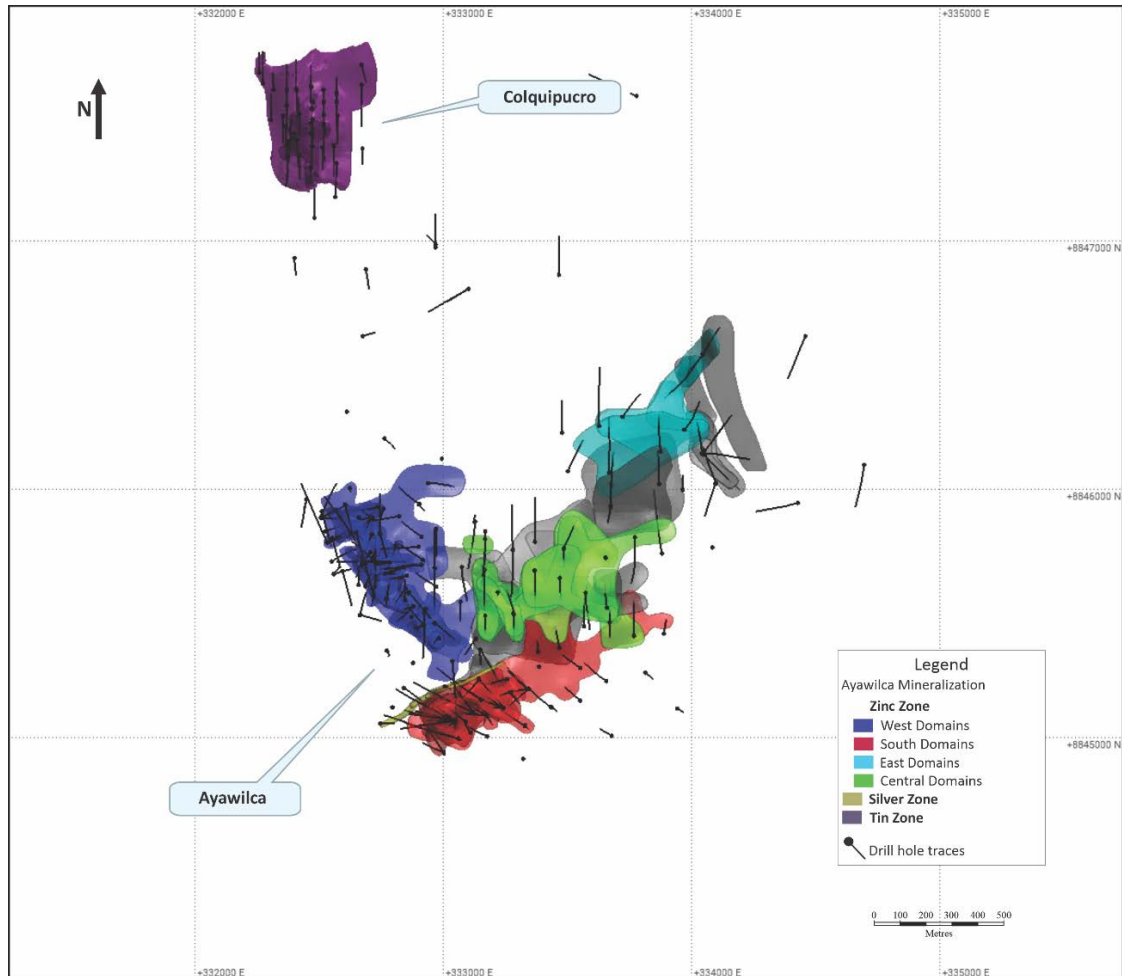 +332000 E
+333000 E
+334000 E
+335000 E
N
Colquipucro
+8847000 N
+8846000 N
Ayawilca
+8845000 N
Legend
Ayawilca Mineralization
Zinc Zone
West Domains
South Domains
East Domains
Central Domains
Silver Zone
Tin Zone
Drill hole traces
0 100 200 300 400 500
Metres
+332000 E
+333000 E
+334000 E
+335000 E